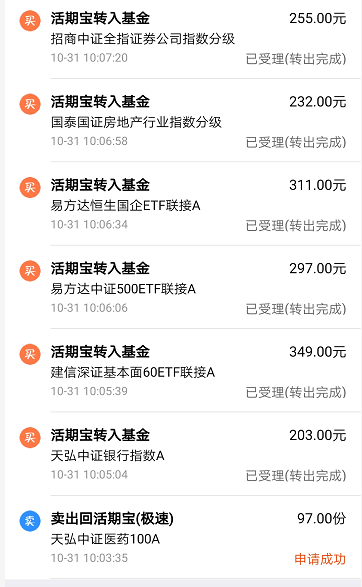 买 活期宝转入基金 255.00元
招商中证全指证券公司指数分级
10-31 10:07:20 已受理(转出完成)
买 活期宝转入基金 232.00元
国泰国证房地产行业指数分级
10-31 10:06:58 已受理(转出完成)
买 活期宝转入基金 311.00元
易方达恒生国企ETF联接A
10-31 10:06:34 已受理(转出完成)
买 活期宝转入基金 297.00元
易方达中证500ETF联接A
10-31 10:06:06 已受理(转出完成)
买 活期宝转入基金 349.00元
建信深证基本面60ETF联接A
10-31 10:05:39 已受理(转出完成)
买 活期宝转入基金 203.00元
天弘中证银行指数A
10-31 10:05:04 已受理(转出完成)
卖 卖出回活期宝(极速) 97.00份
天弘中证医药100A
10-31 10:03:35 申请成功